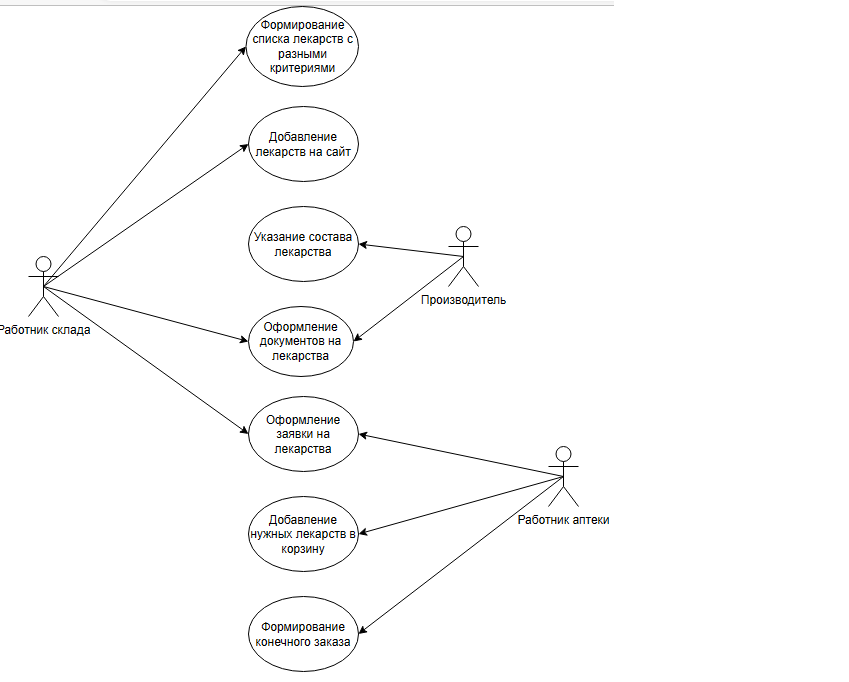 Формирование
списка лекарств с
разными
критериями
Добавление
лекарств на сайт
Указание состава
лекарства
Производитель
Работник склада
Оформление
документов на
лекарства
Оформление
заявки на
лекарства
Работник аптеки
Добавление
нужных лекарств в
корзину
Формирование
конечного заказа